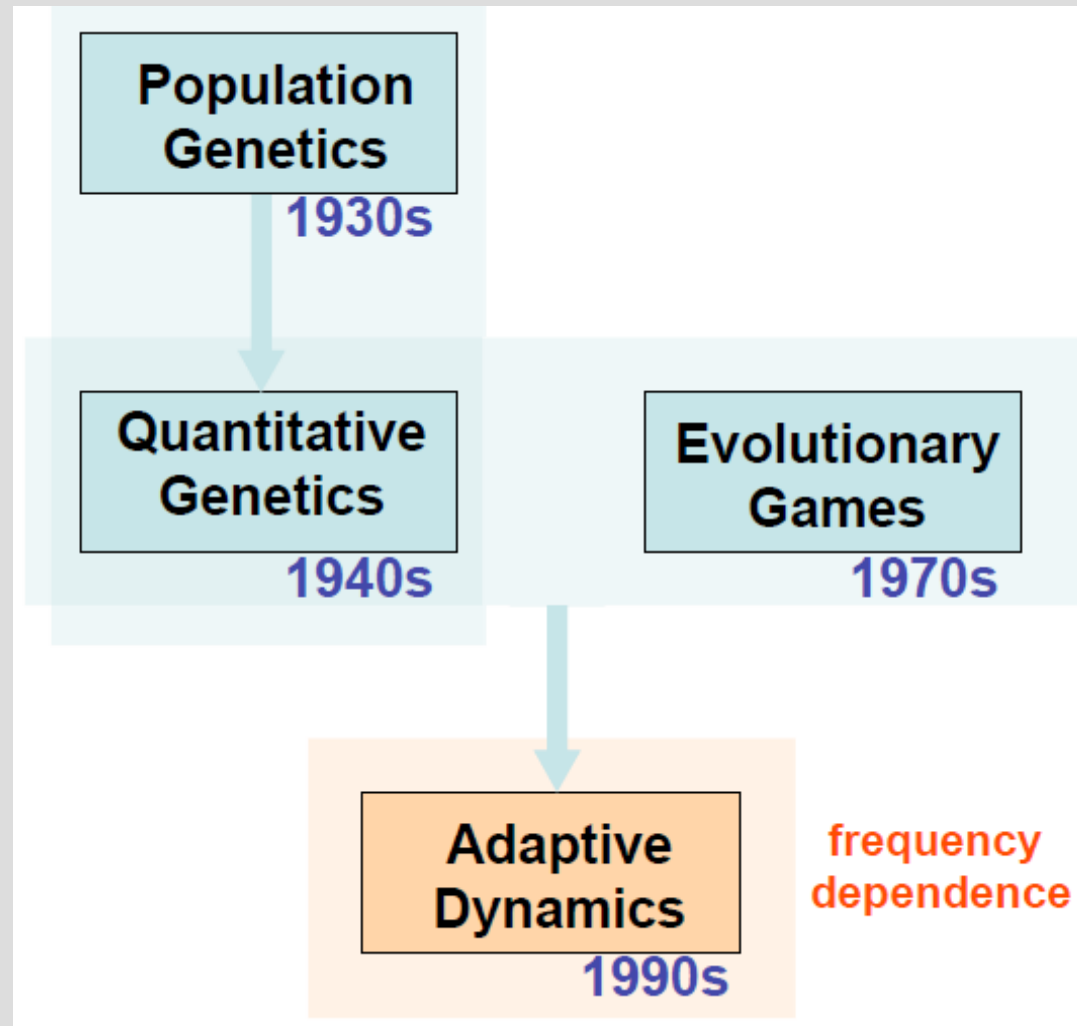 Population
Genetics
1930s
Quantitative
Genetics
1940s
Evolutionary
Games
1970s
Adaptive
Dynamics
1990s
frequency
dependence